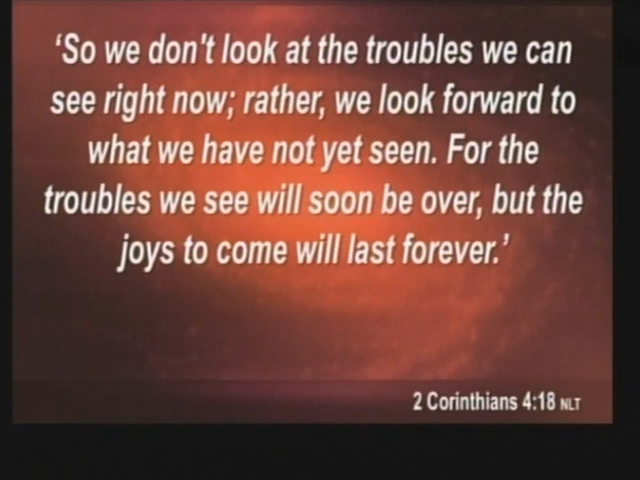 ‘So we don't look at the troubles we can
see right now; rather, we look forward to
what we have not yet seen. For the
troubles we see will soon be over, but the
joys to come will last forever.’
2 Corinthians 4:18 NLT